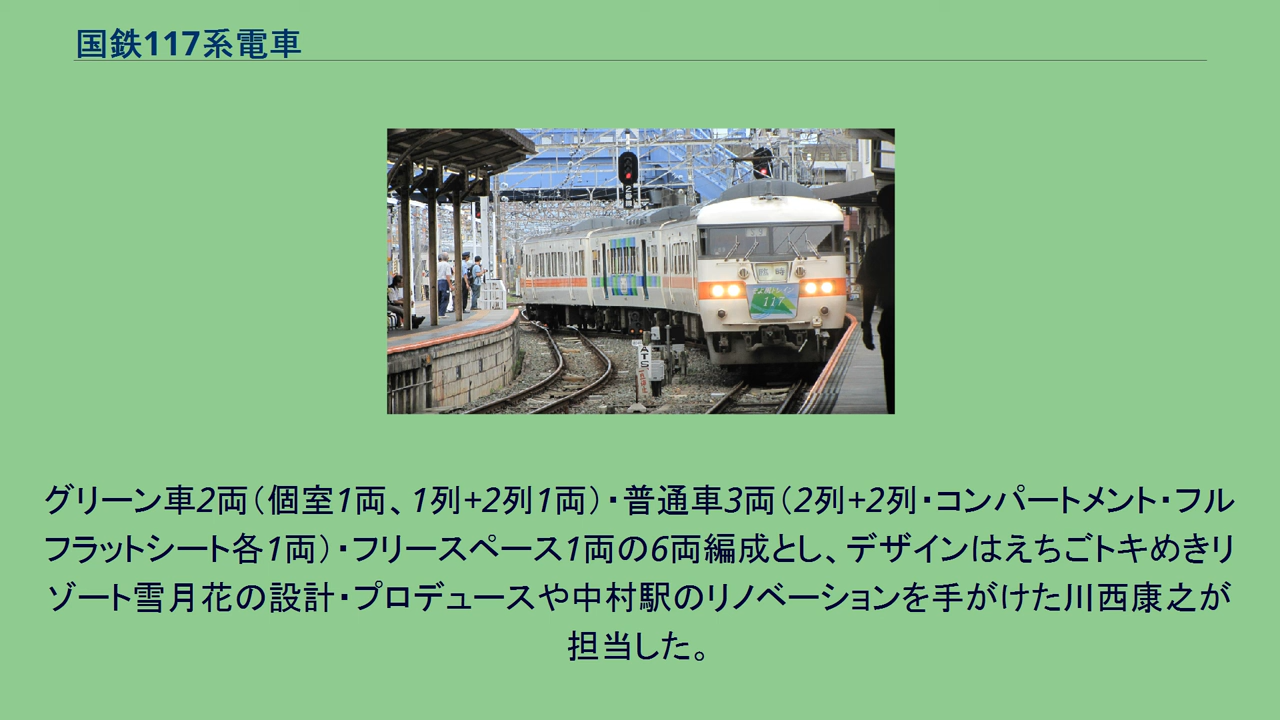 国鉄117系電車
117
ATS
グリーン車2両（個室1両、1列+2列1両）・普通車3両（2列+2列・コンパートメント・フル
フラットシート各1両）・フリースペース1両の6両編成とし、デザインはえちごトキめきリ
ゾート雪月花の設計・プロデュースや中村駅のリノベーションを手がけた川西康之が
担当した。